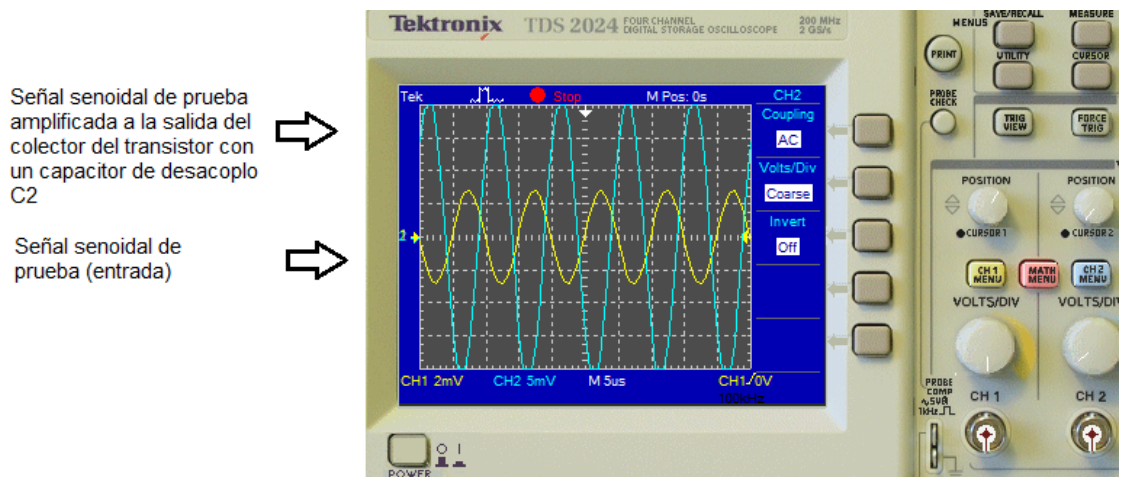 Señal senoidal de prueba
amplificada a la salida del
colector del transistor con
un capacitor de desacoplo
C2
Señal senoidal de
prueba (entrada)
Tektronix TDS 2024 FOUR CHANNEL
DIGITAL STORAGE OSCILLOSCOPE
200 MHz
2 GS/s
Tek Stop M Pos: 0s CH2
Coupling
AC
Volts/Div
Coarse
Invert
Off
2
CH1 2mV CH2 5mV M 5us CH1 0V
100kHz
POWER
MENUS
SAVE/RECALL
MEASURE
PRINT
UTILITY
CURSOR
PROBE
CHECK
TRIG
VIEW
FORCE
TRIG
POSITION
POSITION
CURSOR1
CURSOR2
CH 1
MENU
MATH
MENU
CH 2
MENU
VOLTS/DIV
VOLTS/DIV
PROBE
COMP
~5V
1kHz
CH 1
CH 2